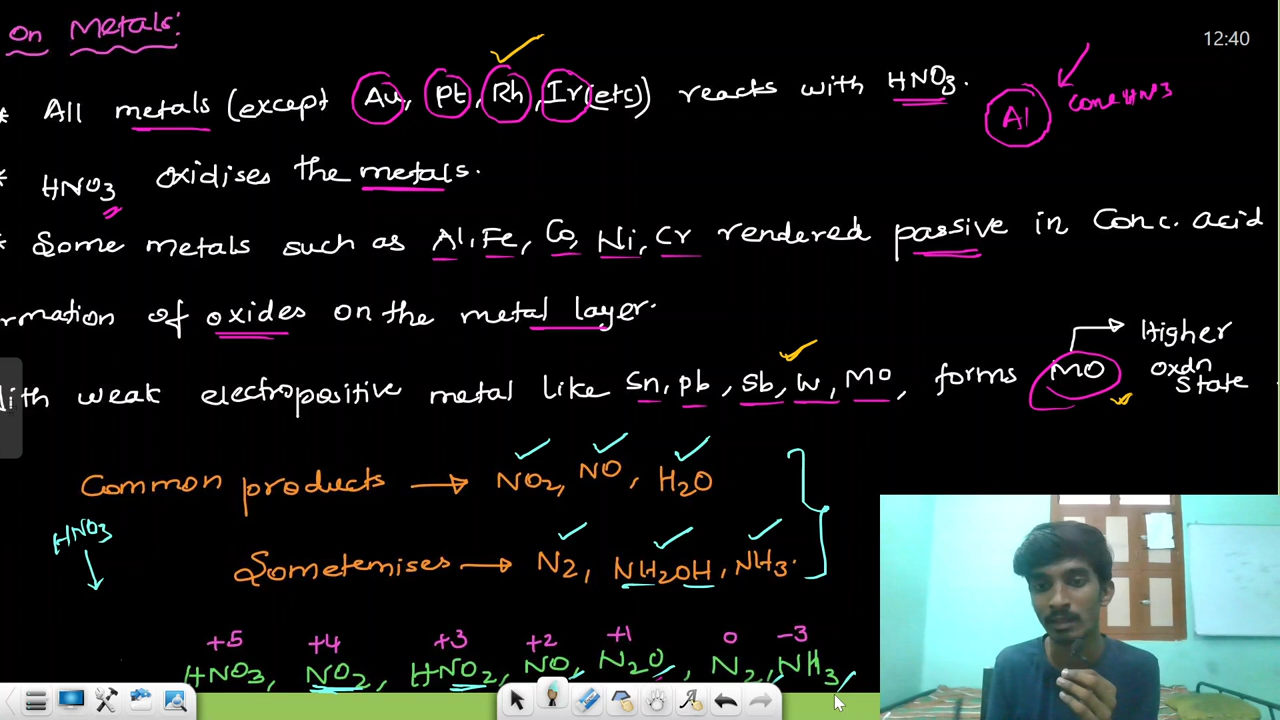 On Metals:
12:40
* All metals (except Au, Pt, Rh, Ir(etc)) reacts with HNO3.
Al conc HNO3
* HNO3 oxidises the metals.
* Some metals such as Al, Fe, Co, Ni, Cr rendered passive in Conc. acid
rmation of oxides on the metal layer.
With weak electropositive metal like Sn, pb, Sb, W, Mo, forms MO
Higher
oxdn
State
Common products → NO2, NO, H2O
HNO3
Sometemises → N2, NH2OH, NH3.
+5 +4 +3 +2 +1 0 -3
HNO3, NO2, HNO2, NO, N2O, N2, NH3,